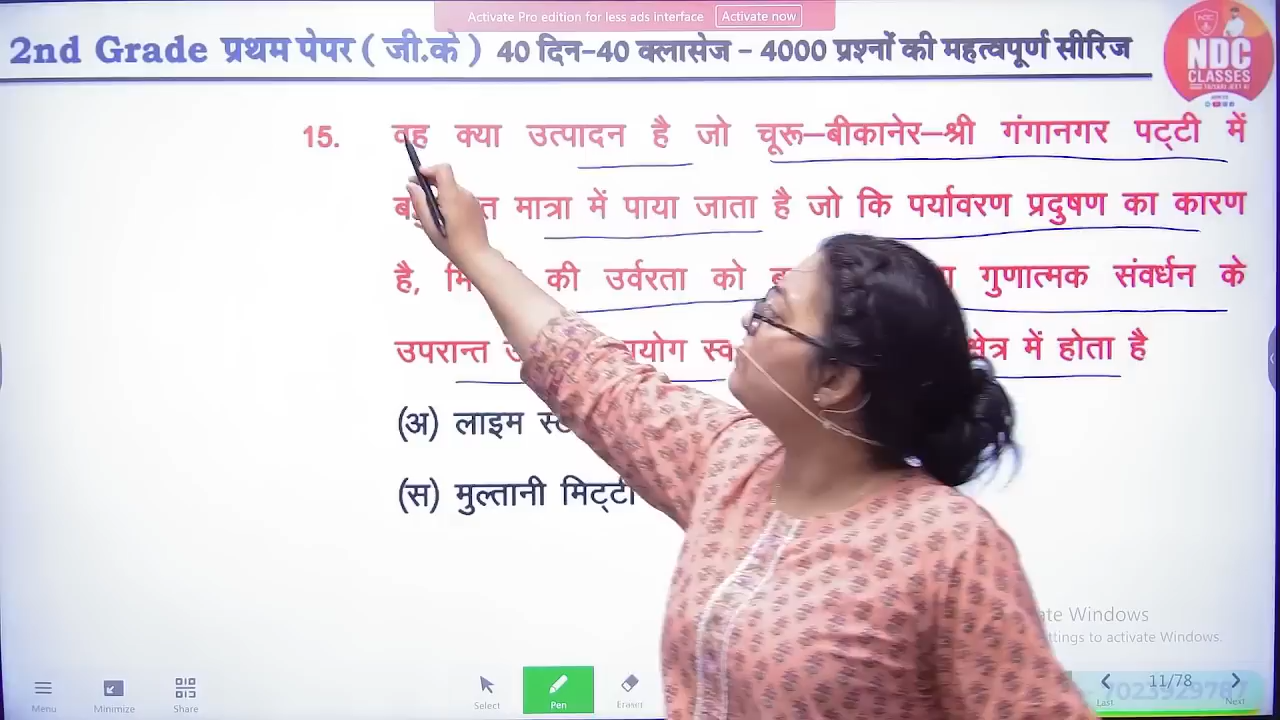 Activate Pro edition for less ads interface Activate now
2nd Grade प्रथम पेपर ( जी.के ) 40 दिन-40 क्लासेज - 4000 प्रश्नों की महत्वपूर्ण सीरिज
NDC
CLASSES
15. वह क्या उत्पादन है जो चूरू–बीकानेर–श्री गंगानगर पट्टी में
मात्रा में पाया जाता है जो कि पर्यावरण प्रदुषण का कारण
है, की उर्वरता को गुणात्मक संवर्धन के
उपरान्त में होता है
(अ) लाइम
(स) मुल्तानी मिट्टी
Windows
to activate Windows.
Menu Minimize Share Select Pen Eraser Last 11/78 Next